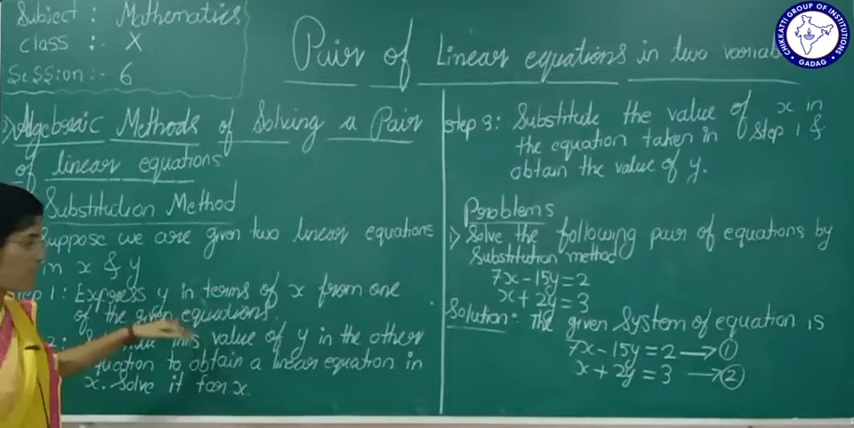 Subject : Mathematics
Class :- X
Session :- 6
Pair of Linear equations in two variab
CHIKKATTI GROUP OF INSTITUTIONS
GADAG
Algebraic Methods of Solving a Pair
of linear equations
Substitution Method
Suppose we are given two linear equations
in x & y
Step 1 : Express y in terms of x from one
of the given equations.
2: this value of y in the other
equation to obtain a linear equation in
x. Solve it for x.
Step 3: Substitute the value of x in
the equation taken in Step 1 &
obtain the value of y.
Problems
1) Solve the following pair of equations by
Substitution method
7x - 15y = 2
x + 2y = 3
Solution: The given System of equation is
7x - 15y = 2 → ①
x + 2y = 3 → ②